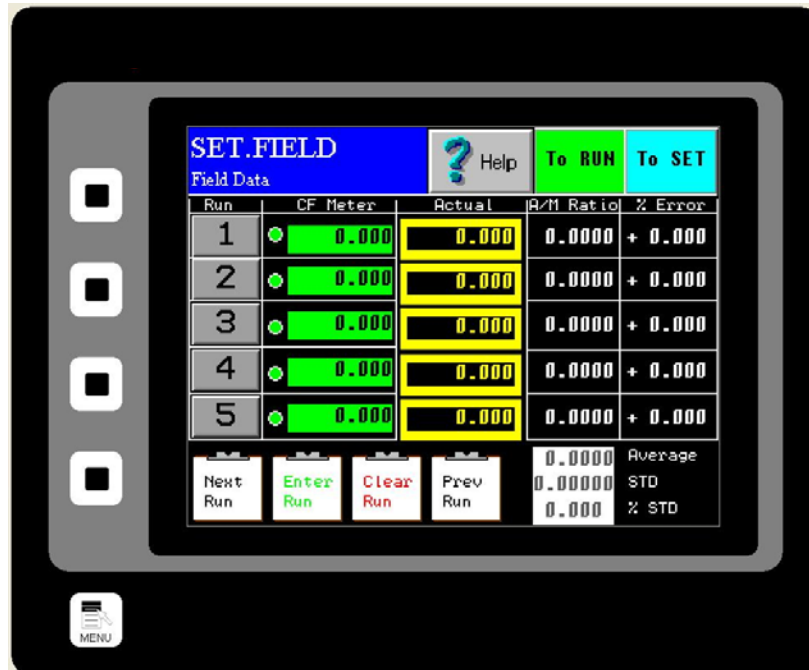 SET.FIELD
Field Data
Help
To RUN
To SET
Run CF Meter Actual A/M Ratio % Error
1 0.000 0.000 0.0000 + 0.000
2 0.000 0.000 0.0000 + 0.000
3 0.000 0.000 0.0000 + 0.000
4 0.000 0.000 0.0000 + 0.000
5 0.000 0.000 0.0000 + 0.000
Next
Run
Enter
Run
Clear
Run
Prev
Run
0.0000 Average
0.00000 STD
0.000 % STD
MENU